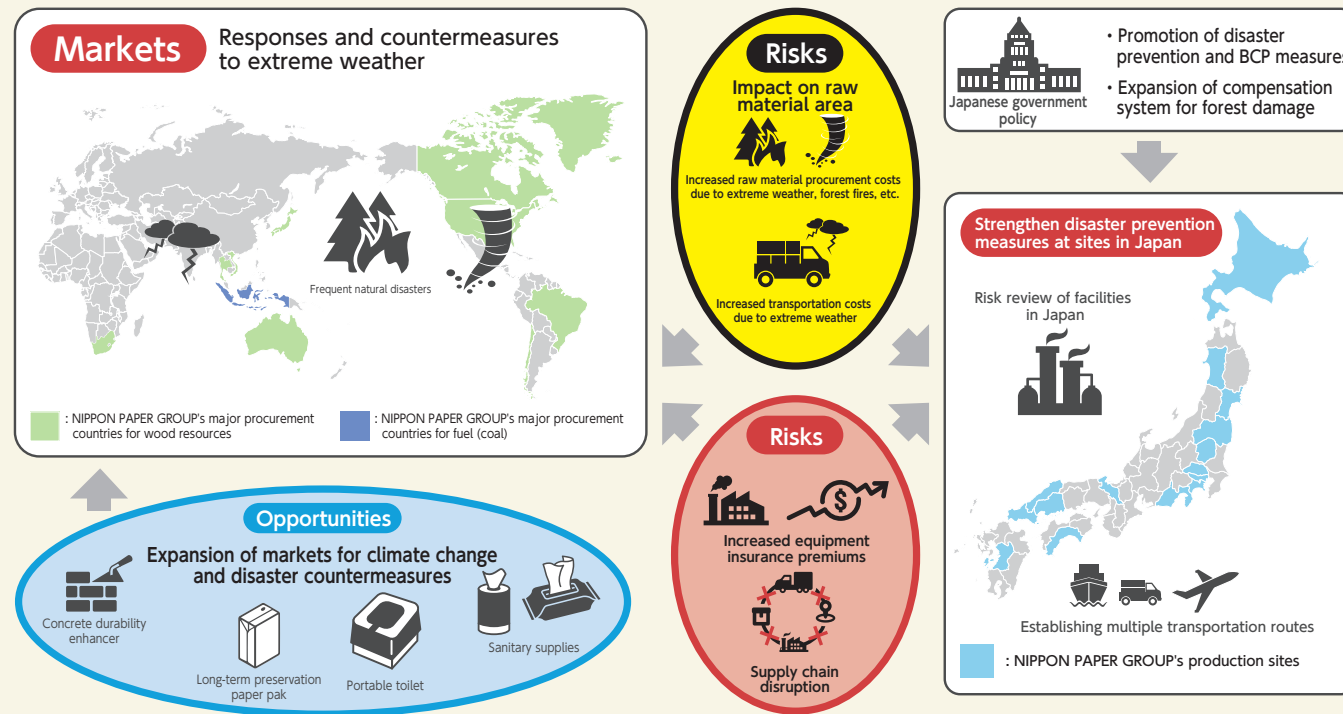 Markets
Responses and countermeasures
to extreme weather
Frequent natural disasters
: NIPPON PAPER GROUP's major procurement
countries for wood resources
: NIPPON PAPER GROUP's major procurement
countries for fuel (coal)
Risks
Impact on raw
material area
Increased raw material procurement costs
due to extreme weather, forest fires, etc.
Increased transportation costs
due to extreme weather
Japanese government
policy
• Promotion of disaster
prevention and BCP measures
• Expansion of compensation
system for forest damage
Strengthen disaster prevention
measures at sites in Japan
Risk review of facilities
in Japan
Establishing multiple transportation routes
: NIPPON PAPER GROUP's production sites
Opportunities
Expansion of markets for climate change
and disaster countermeasures
Concrete durability
enhancer
Long-term preservation
paper pak
Portable toilet
Sanitary supplies
Risks
$
Increased equipment
insurance premiums
Supply chain
disruption